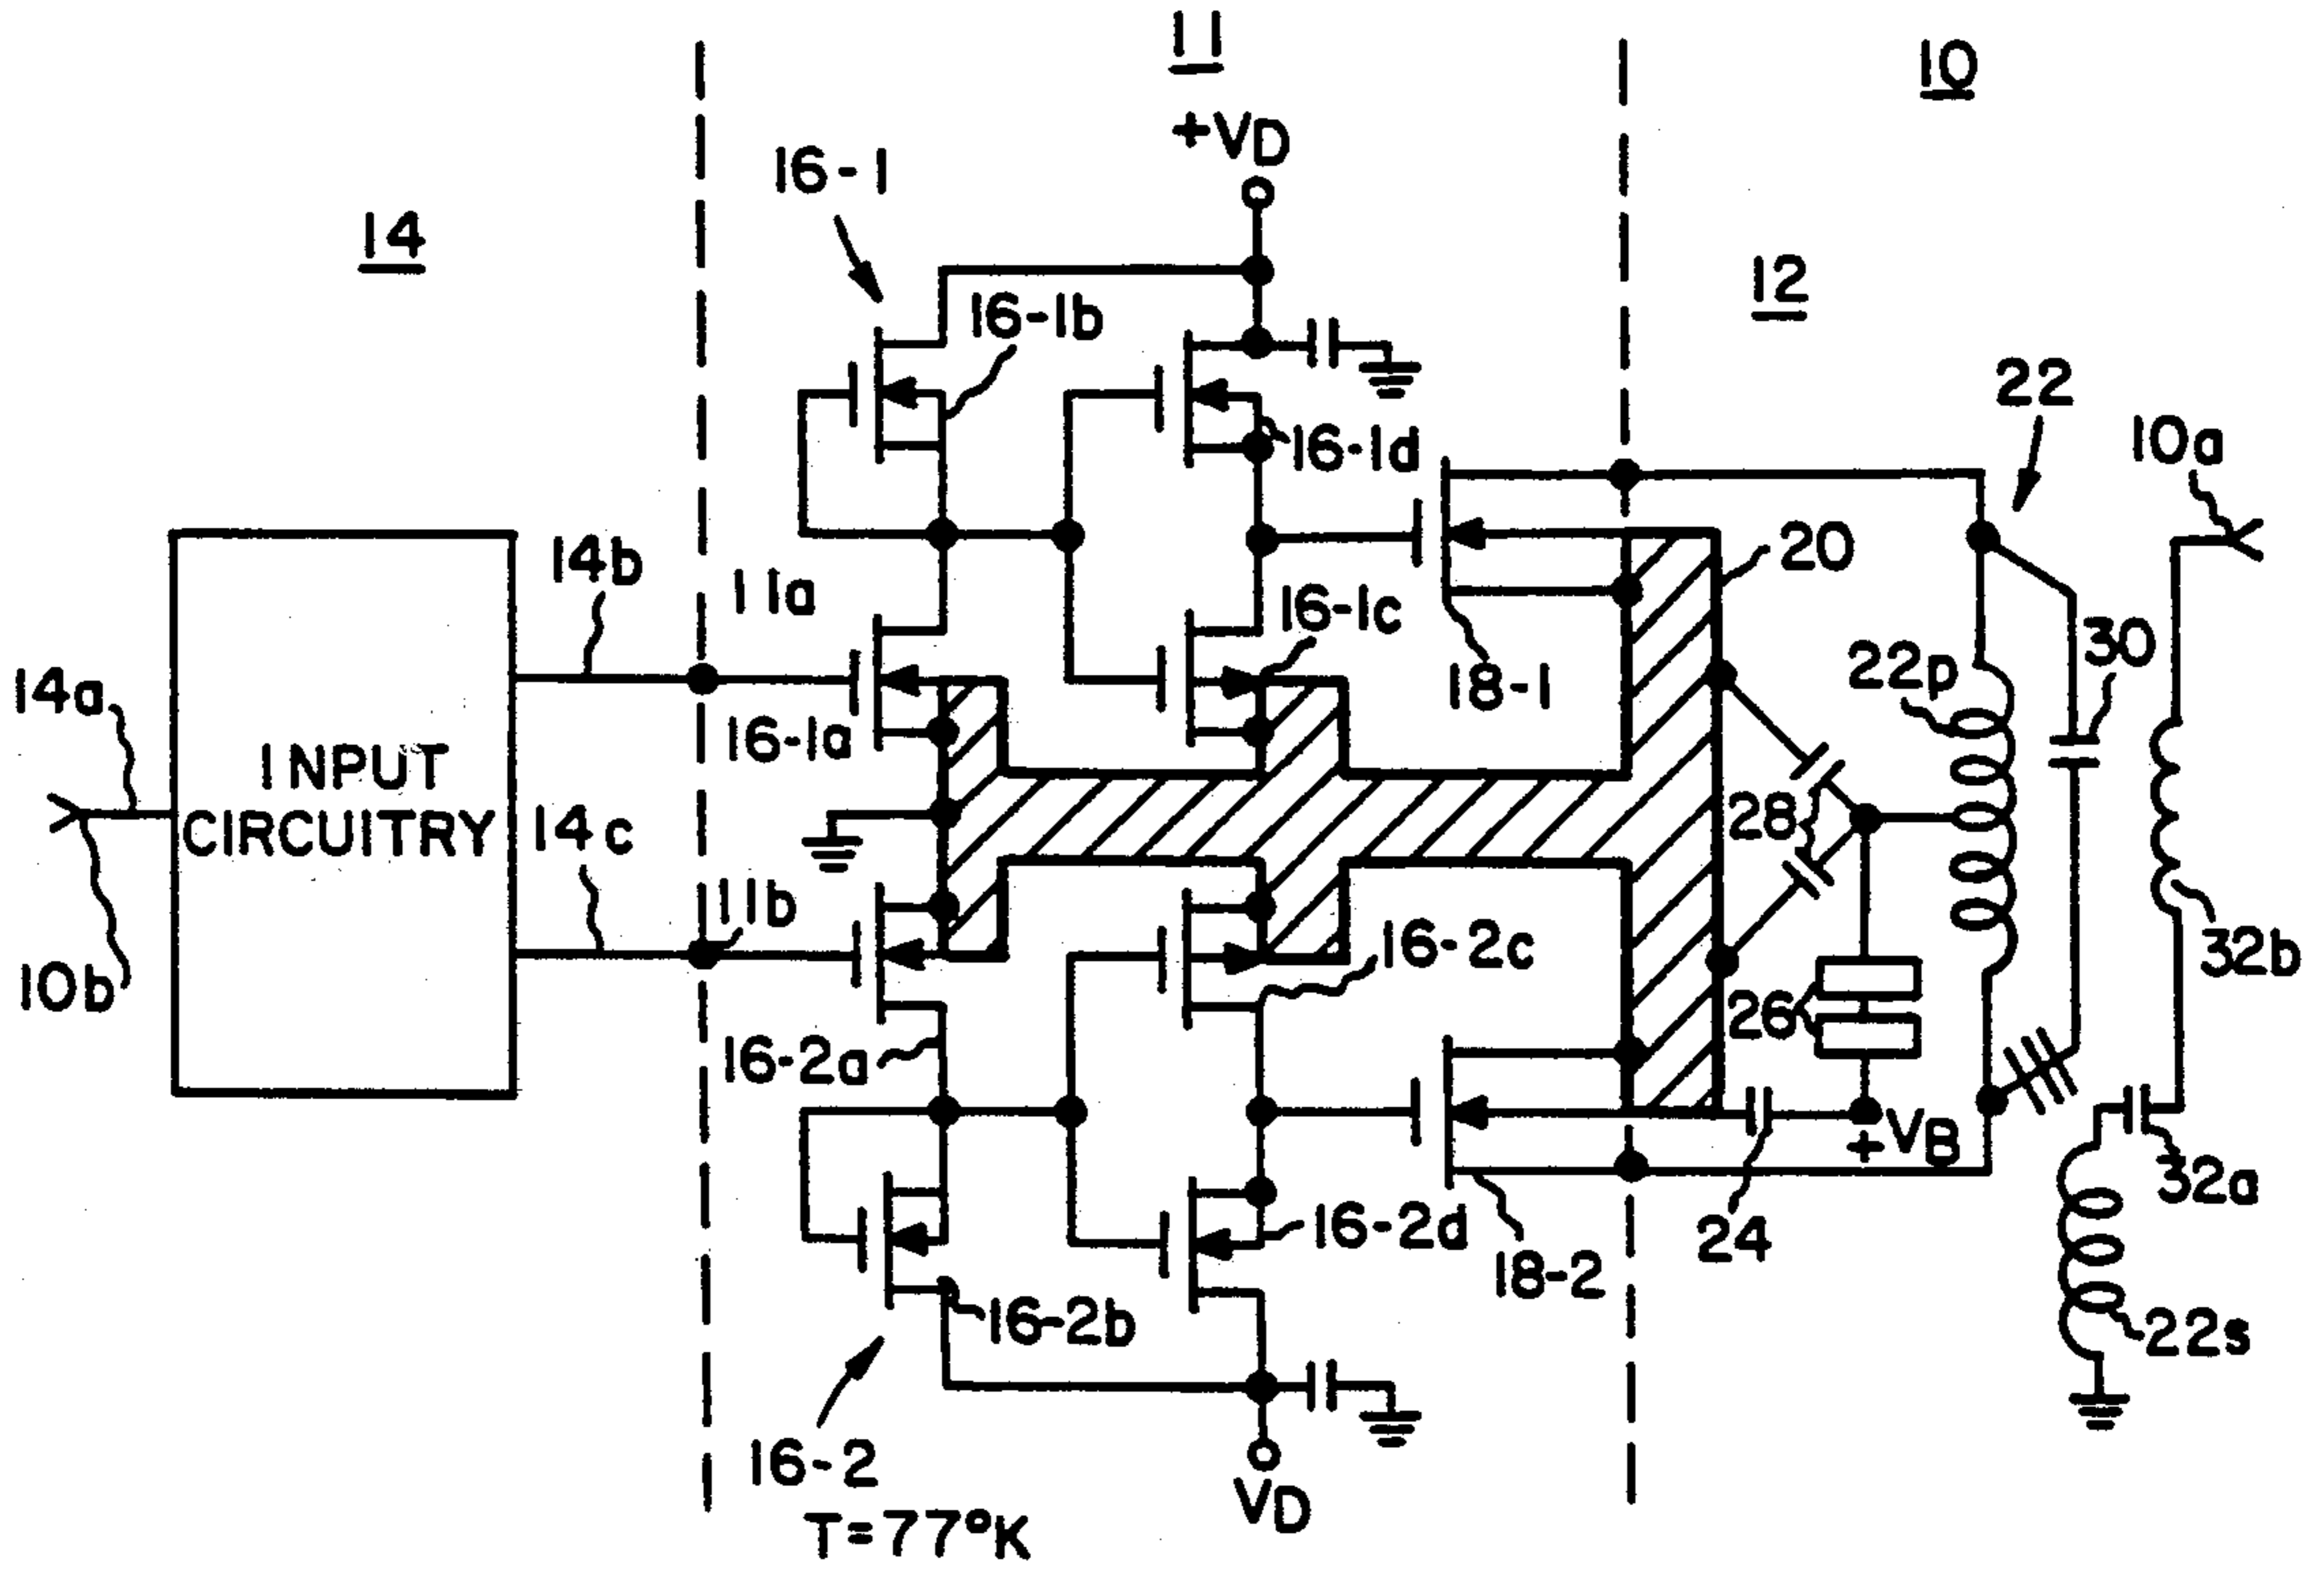 11
10
+VD
16-1
14
12
16-1b
22
10a
16-1d
14b
11a
20
16-1c
30
22p
18-1
14a
16-1a
INPUT
CIRCUITRY
28
14c
11b
16-2c
32b
10b
26
16-2a
+VB
32a
24
16-2d
18-2
16-2b
22s
16-2
VD
T=77°K